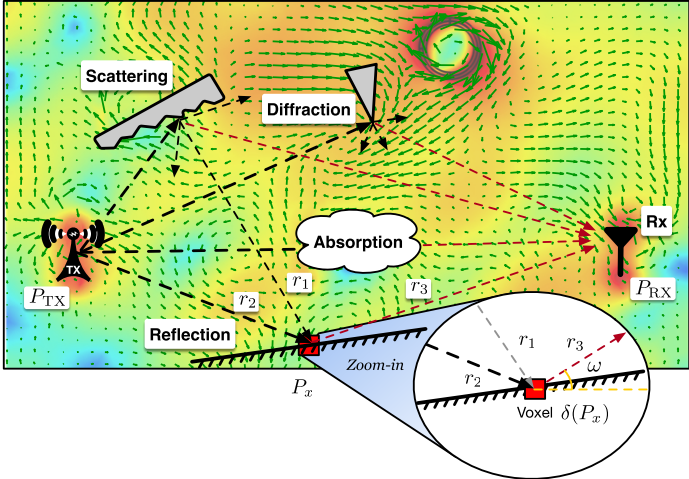 Scattering
Diffraction
Rx
TX
Absorption
P_TX
P_RX
r_1
r_2
r_3
Reflection
Zoom-in
P_x
r_1
r_3
r_2
ω
Voxel
δ(P_x)